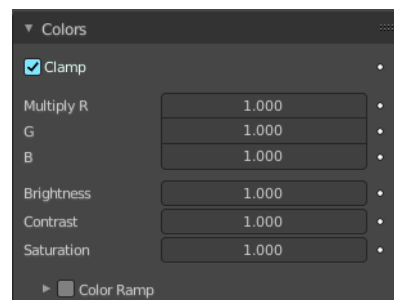 Colors
Clamp
Multiply R 1.000
G 1.000
B 1.000
Brightness 1.000
Contrast 1.000
Saturation 1.000
Color Ramp